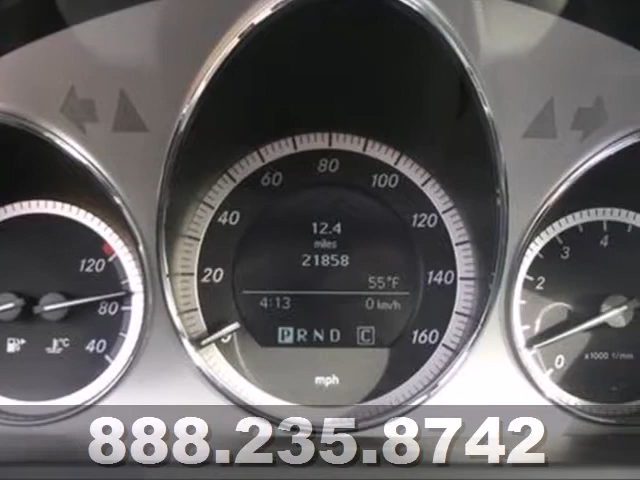 80
60
100
40
120
20
140
160
12.4
miles
21858
55°F
4:13 0 km/h
P R N D C
mph
120
80
40
°C
4
3
2
0
x1000 r/min
888.235.8742